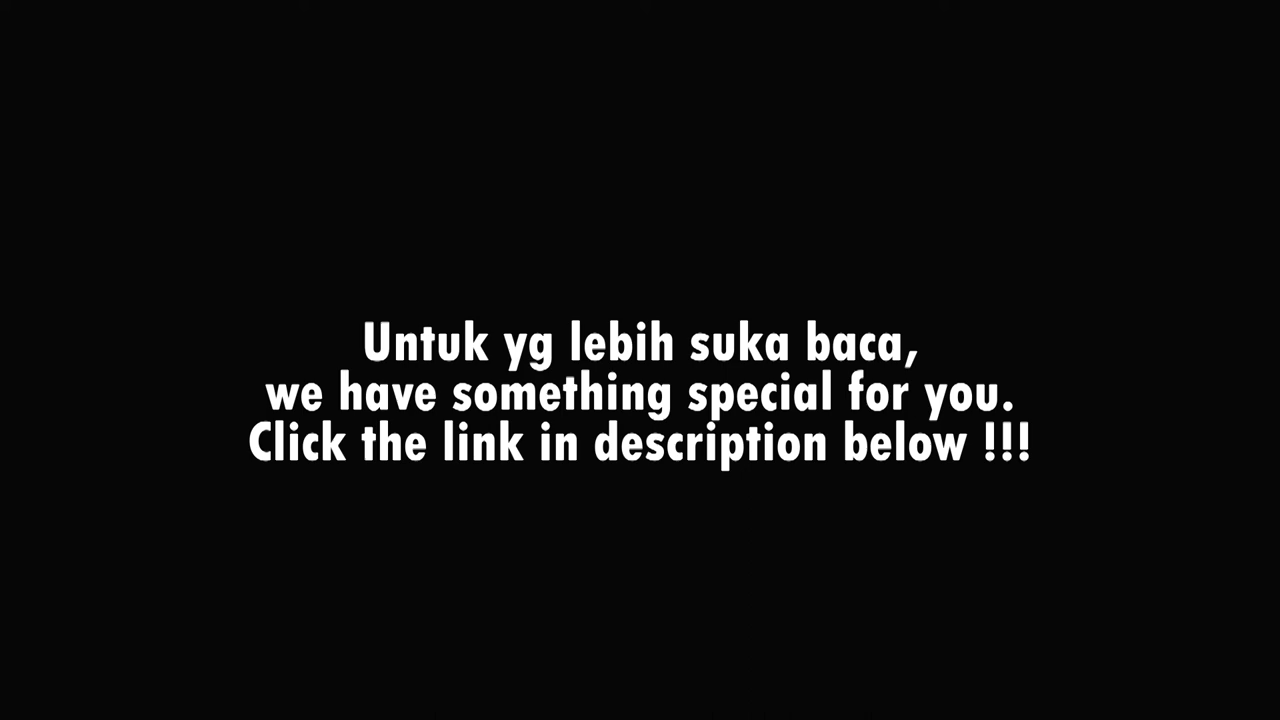 Untuk yg lebih suka baca,
we have something special for you.
Click the link in description below !!!